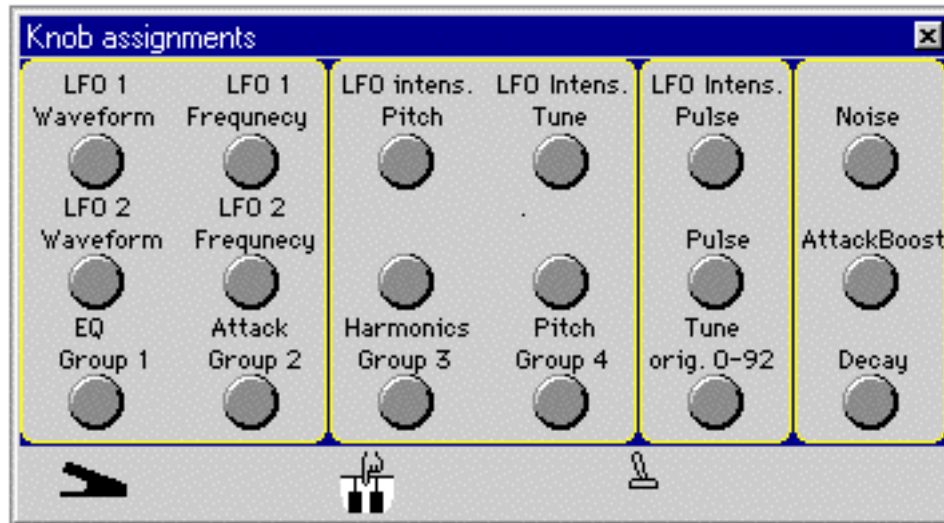 Knob assignments
LFO 1 LFO 1 LFO intens. LFO Intens. LFO Intens.
Waveform Frequnecy Pitch Tune Pulse Noise
LFO 2 LFO 2
Waveform Frequnecy Pulse AttackBoost
EQ Attack Harmonics Pitch Tune
Group 1 Group 2 Group 3 Group 4 orig. 0-92 Decay